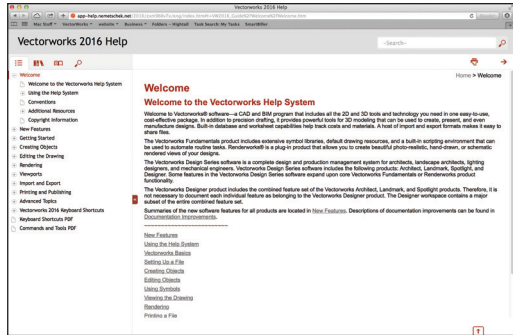 Vectorworks 2016 Help
app-help.nemetschek.net
Reader
Mac Stuff
VectorWorks
website
Business
Folders - Nightall
Tool Search: My Tasks
SmartBiller
Vectorworks 2016 Help
~Search~
Home > Welcome
Welcome
Welcome to the Vectorworks Help System
Using the Help System
Conventions
Additional Resources
Copyright Information
New Features
Getting Started
Creating Objects
Editing the Drawing
Rendering
Viewports
Import and Export
Printing and Publishing
Advanced Topics
Vectorworks 2016 Keyboard Shortcuts
Keyboard Shortcuts PDF
Commands and Tools PDF
Welcome
Welcome to the Vectorworks Help System
Welcome to Vectorworks® software—a CAD and BIM program that includes all the 2D and 3D tools and technology you need in one easy-to-use,
cost-effective package. In addition to precision drafting, it provides powerful tools for 3D modeling that can be used to create, present, and even
manufacture designs. Built-in database and worksheet capabilities help track costs and materials. A host of import and export formats makes it easy to
share files.
The Vectorworks Fundamentals product includes extensive symbol libraries, default drawing resources, and a built-in scripting environment that can
be used to automate routine tasks. Renderworks® is a plug-in product that allows you to create beautiful photo-realistic, hand-drawn, or schematic
rendered views of your designs.
The Vectorworks Design Series software is a complete design and production management system for architects, landscape architects, lighting
designers, and mechanical engineers. Vectorworks Design Series software includes the following products: Architect, Landmark, Spotlight, and
Designer. Some features in the Vectorworks Design Series software expand upon core Vectorworks Fundamentals or Renderworks product
functionality.
The Vectorworks Designer product includes the combined feature set of the Vectorworks Architect, Landmark, and Spotlight products. Therefore, it is
not necessary to document each individual feature as belonging to the Vectorworks Designer product. The Designer workspace contains a major
subset of the entire combined feature set.
Summaries of the new software features for all products are located in New Features. Descriptions of documentation improvements can be found in
Documentation Improvements.
New Features
Using the Help System
Vectorworks Basics
Setting Up a File
Creating Objects
Editing Objects
Using Symbols
Viewing the Drawing
Rendering
Printing a File